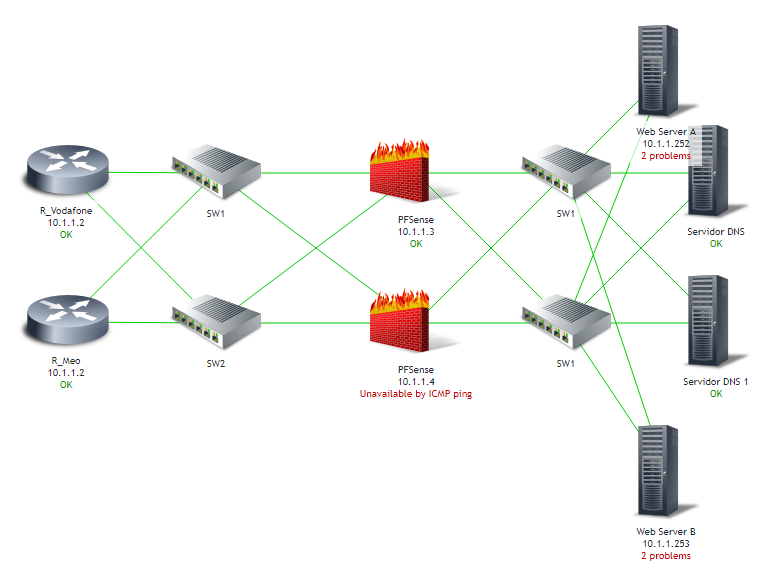 Web Server A
10.1.1.252
2 problems
R_Vodafone
10.1.1.2
OK
SW1
PFSense
10.1.1.3
OK
SW1
Servidor DNS
OK
R_Meo
10.1.1.2
OK
SW2
PFSense
10.1.1.4
Unavailable by ICMP ping
SW1
Servidor DNS 1
OK
Web Server B
10.1.1.253
2 problems